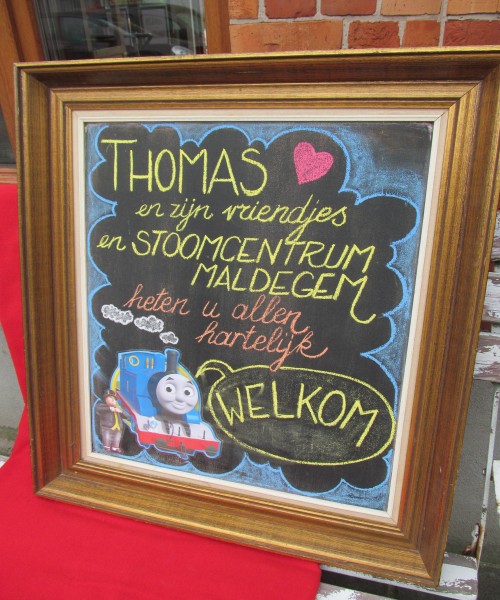 THOMAS
en zijn vriendjes
en STOOMCENTRUM
MALDEGEM
heten u allen
hartelijk
WELKOM